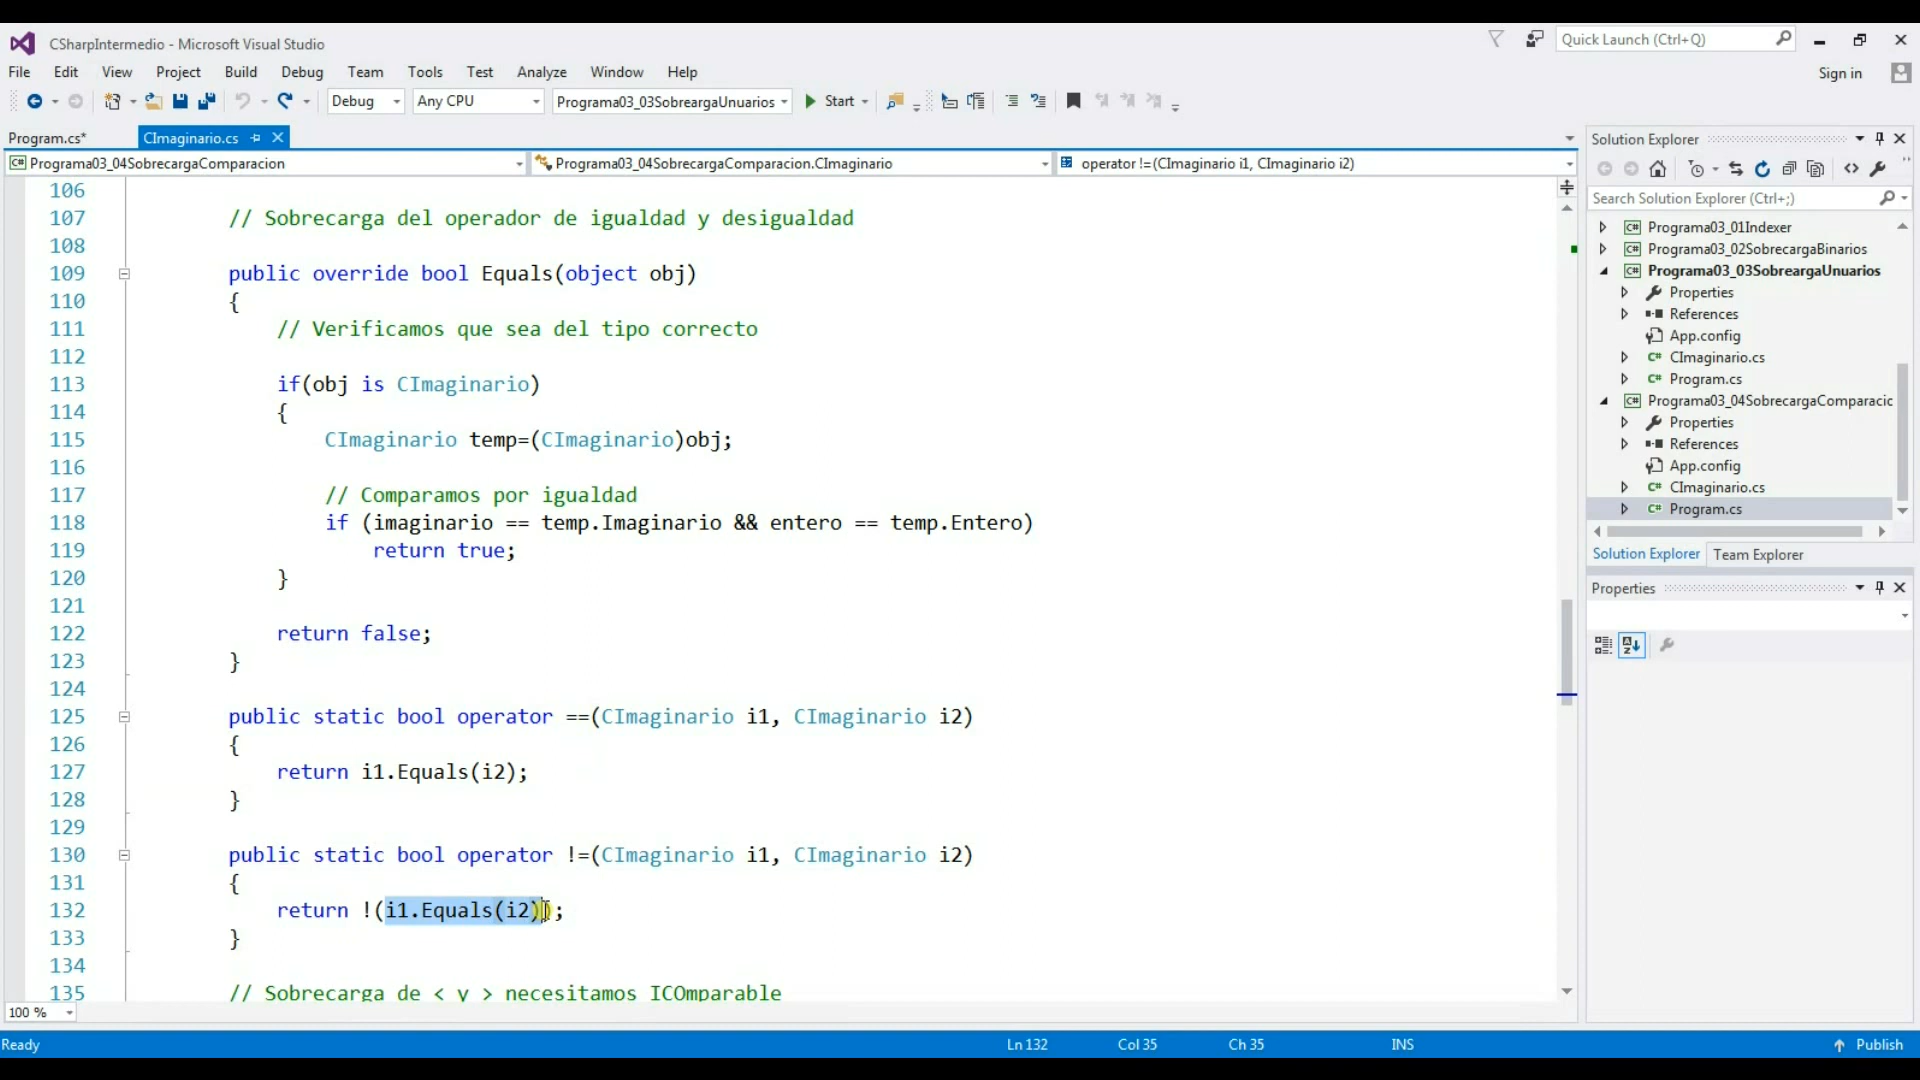 CSharpIntermedio - Microsoft Visual Studio
Quick Launch (Ctrl+Q)
File Edit View Project Build Debug Team Tools Test Analyze Window Help
Sign in
Debug Any CPU Programa03_03SobreargaUnuarios Start
Program.cs* CImaginario.cs
Programa03_04SobrecargaComparacion Programa03_04SobrecargaComparacion.CImaginario operator !=(CImaginario i1, CImaginario i2)
106
107 // Sobrecarga del operador de igualdad y desigualdad
108
109 public override bool Equals(object obj)
110 {
111 // Verificamos que sea del tipo correcto
112
113 if(obj is CImaginario)
114 {
115 CImaginario temp=(CImaginario)obj;
116
117 // Comparamos por igualdad
118 if (imaginario == temp.Imaginario && entero == temp.Entero)
119 return true;
120 }
121
122 return false;
123 }
124
125 public static bool operator ==(CImaginario i1, CImaginario i2)
126 {
127 return i1.Equals(i2);
128 }
129
130 public static bool operator !=(CImaginario i1, CImaginario i2)
131 {
132 return !(i1.Equals(i2));
133 }
134
135 // Sobrecarga de < y > necesitamos ICOmparable
100 %
Solution Explorer
Search Solution Explorer (Ctrl+;)
C# Programa03_01Indexer
C# Programa03_02SobrecargaBinarios
C# Programa03_03SobreargaUnuarios
Properties
References
App.config
C# CImaginario.cs
C# Program.cs
C# Programa03_04SobrecargaComparacic
Properties
References
App.config
C# CImaginario.cs
C# Program.cs
Solution Explorer Team Explorer
Properties
Ready Ln 132 Col 35 Ch 35 INS Publish